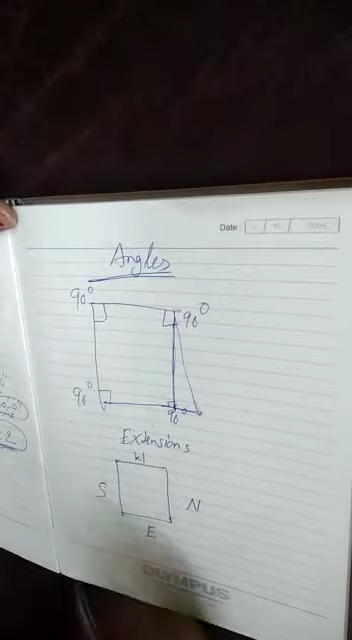 Date :
Angles
90°
90°
90°
90°
Extensions
W
S
N
E
OLYMPUS